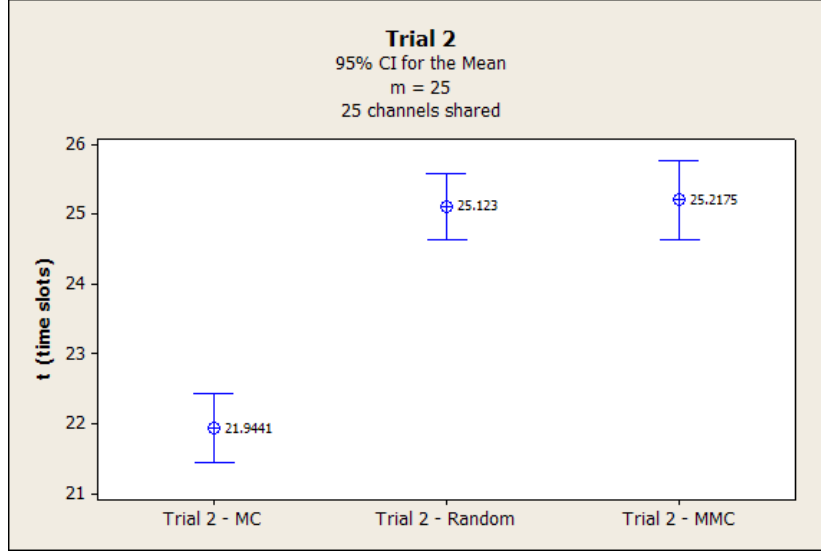 Trial 2
95% CI for the Mean
m = 25
25 channels shared
t (time slots)
26
25
24
23
22
21
21.9441
25.123
25.2175
Trial 2 - MC
Trial 2 - Random
Trial 2 - MMC